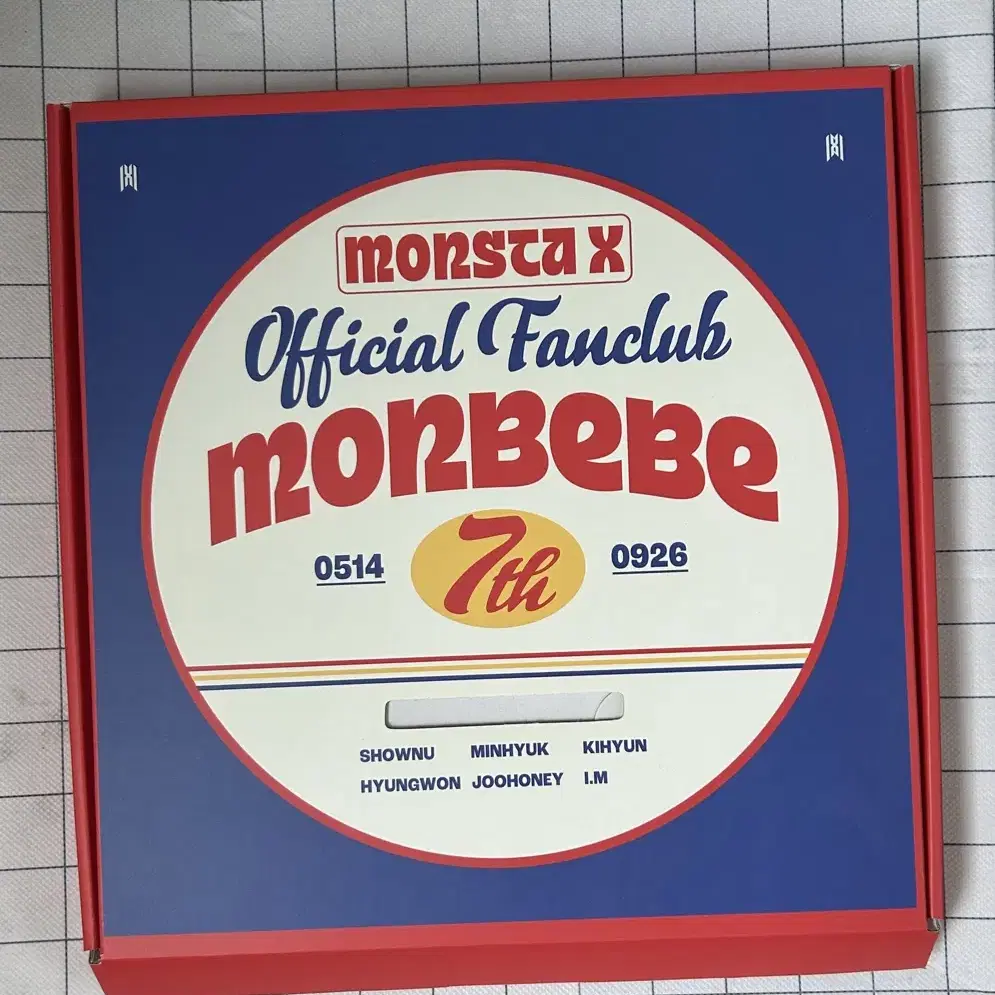 MONSTA X
Official Fanclub
MONBEBE
0514 7th 0926
SHOWNU MINHYUK KIHYUN
HYUNGWON JOOHONEY I.M